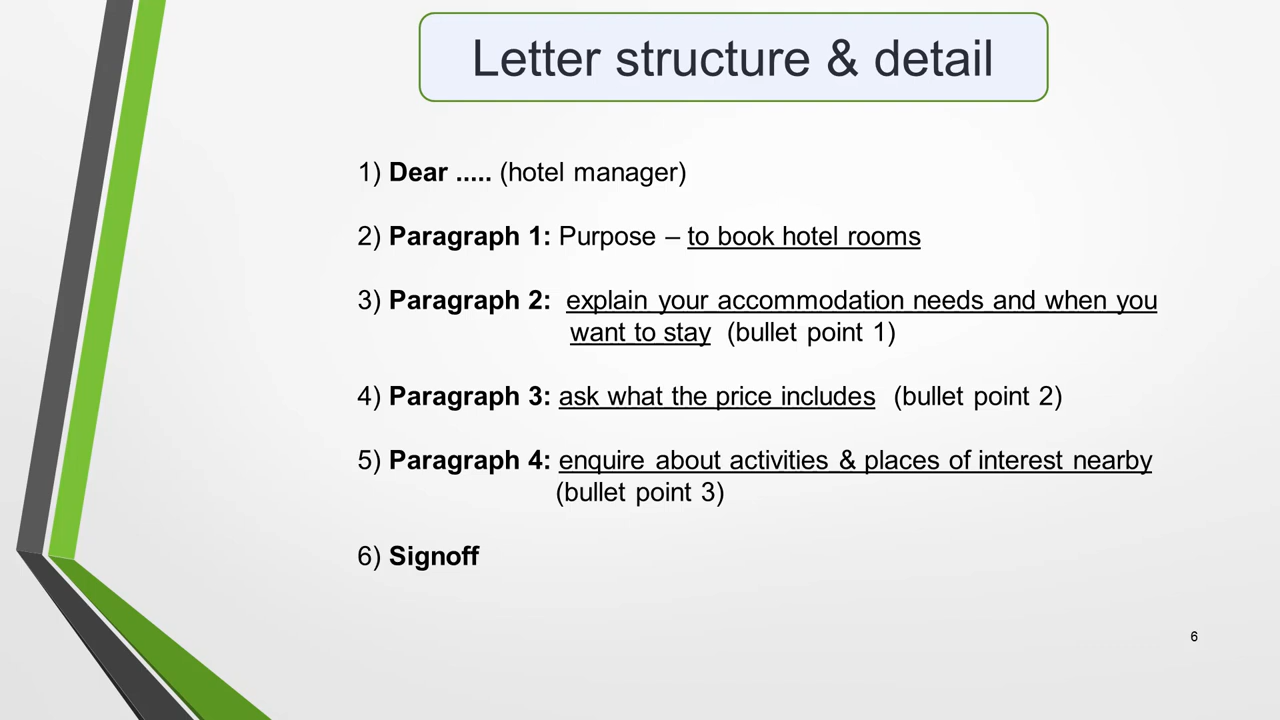 Letter structure & detail
1) Dear ..... (hotel manager)
2) Paragraph 1: Purpose – to book hotel rooms
3) Paragraph 2: explain your accommodation needs and when you
want to stay (bullet point 1)
4) Paragraph 3: ask what the price includes (bullet point 2)
5) Paragraph 4: enquire about activities & places of interest nearby
(bullet point 3)
6) Signoff
6